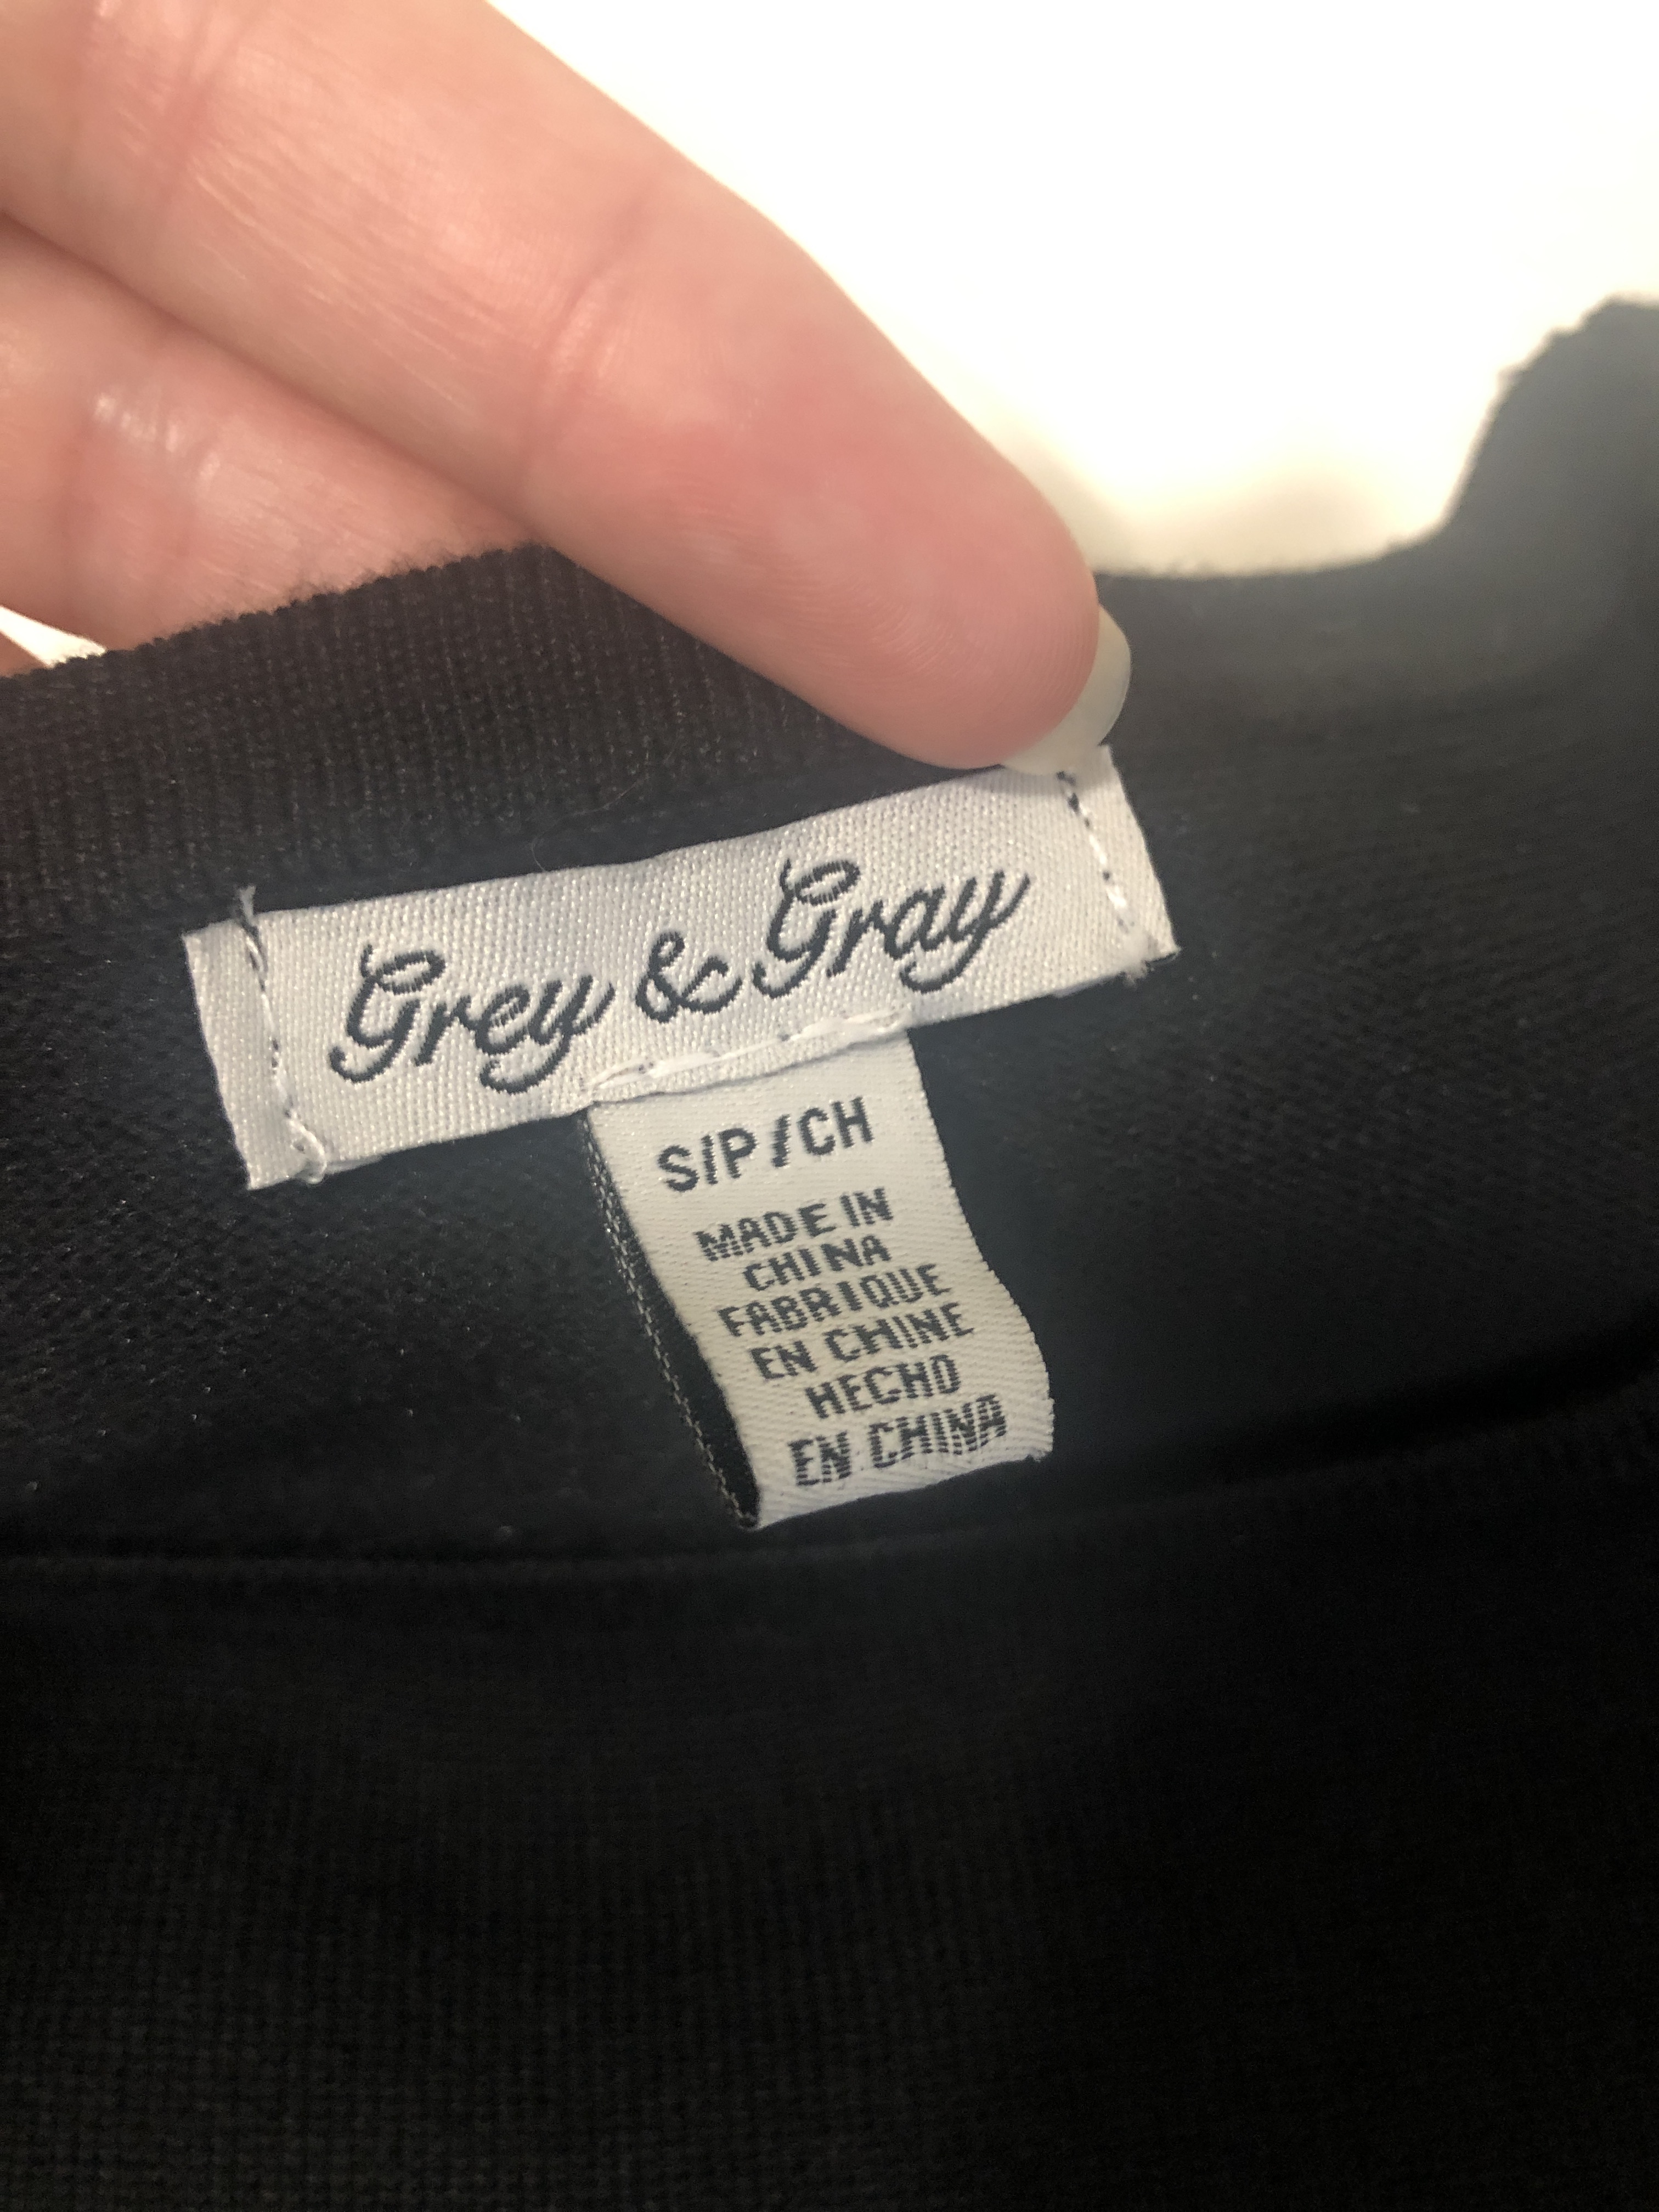 Grey & Gray
S/P/CH
MADE IN
CHINA
FABRIQUE
EN CHINE
HECHO
EN CHINA